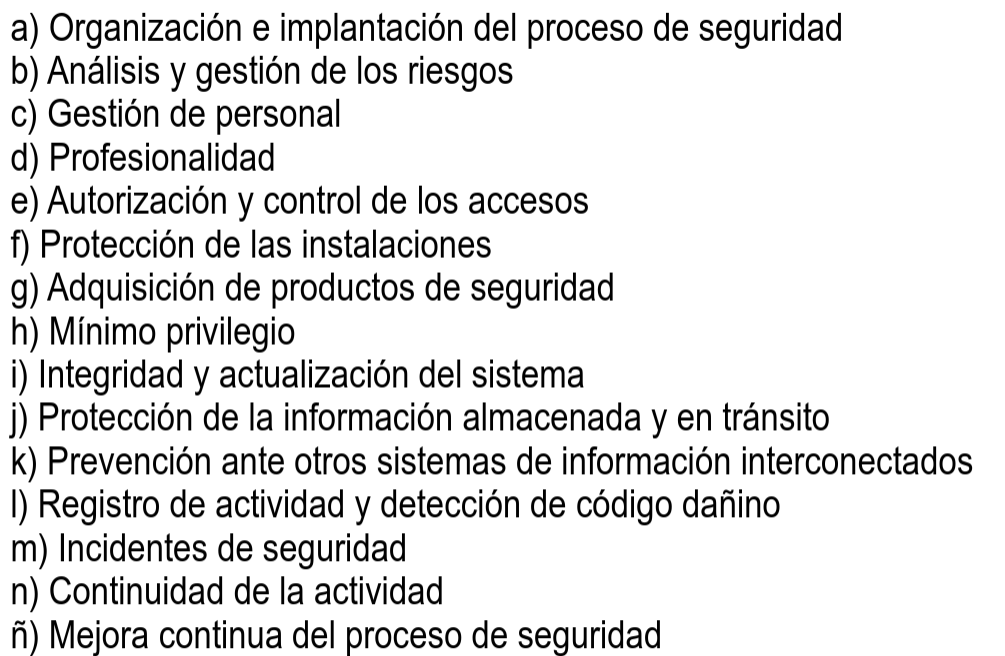 a) Organización e implantación del proceso de seguridad
b) Análisis y gestión de los riesgos
c) Gestión de personal
d) Profesionalidad
e) Autorización y control de los accesos
f) Protección de las instalaciones
g) Adquisición de productos de seguridad
h) Mínimo privilegio
i) Integridad y actualización del sistema
j) Protección de la información almacenada y en tránsito
k) Prevención ante otros sistemas de información interconectados
l) Registro de actividad y detección de código dañino
m) Incidentes de seguridad
n) Continuidad de la actividad
ñ) Mejora continua del proceso de seguridad